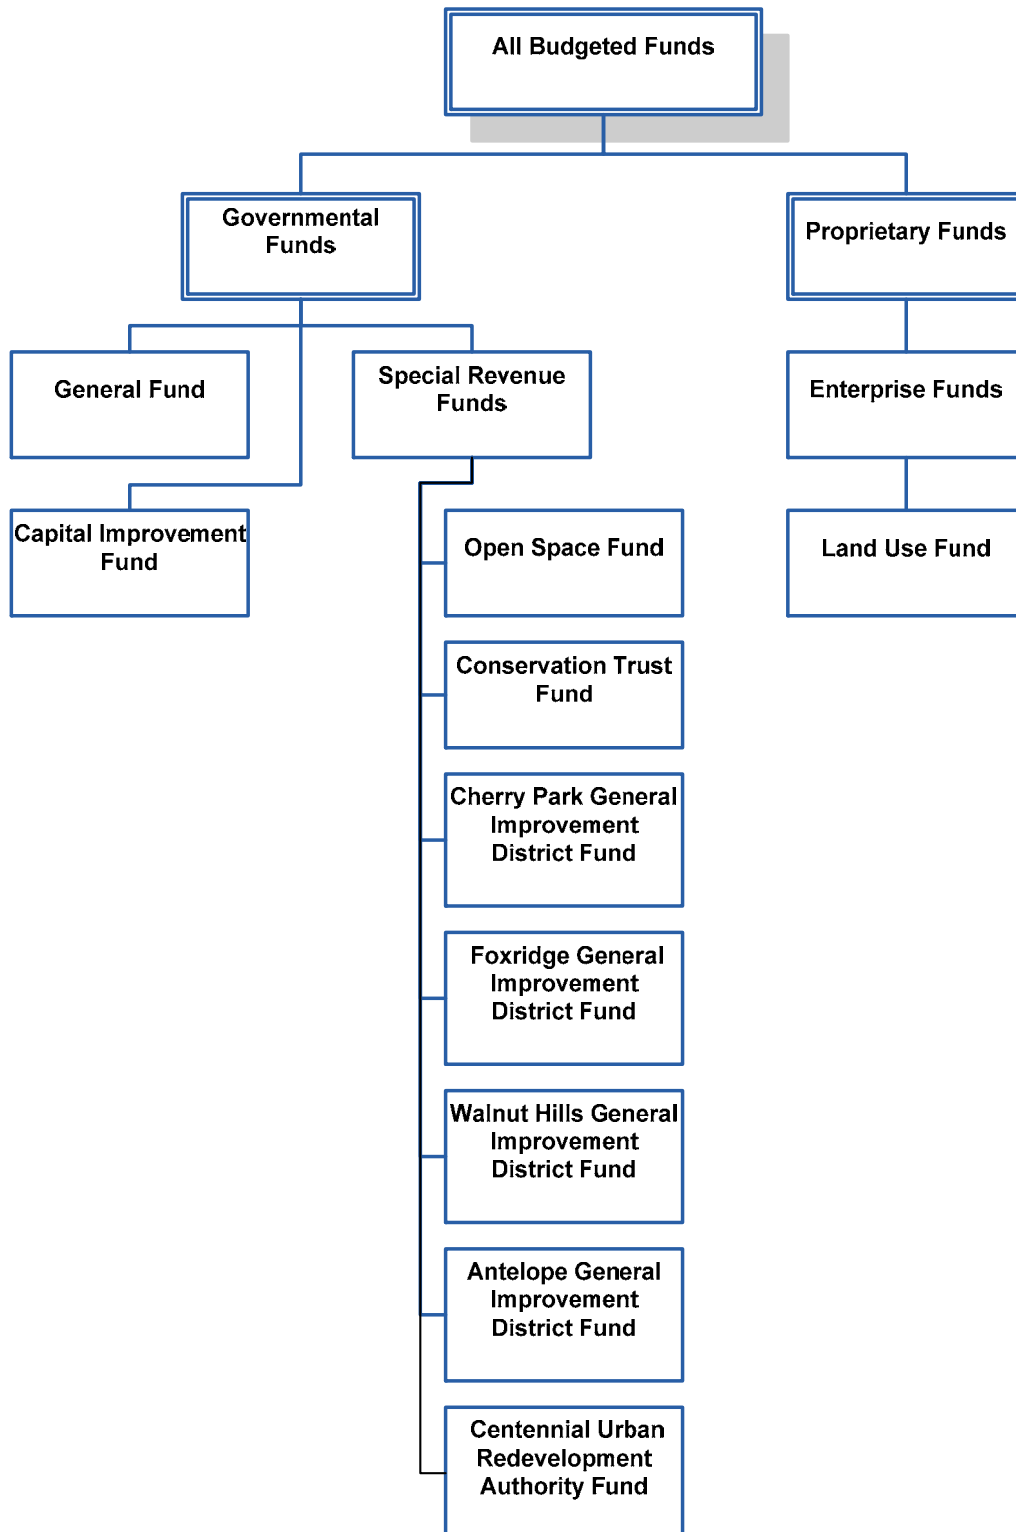 All Budgeted Funds
Governmental
Funds
Proprietary Funds
General Fund
Special Revenue
Funds
Enterprise Funds
Capital Improvement
Fund
Open Space Fund
Land Use Fund
Conservation Trust
Fund
Cherry Park General
Improvement
District Fund
Foxridge General
Improvement
District Fund
Walnut Hills General
Improvement
District Fund
Antelope General
Improvement
District Fund
Centennial Urban
Redevelopment
Authority Fund